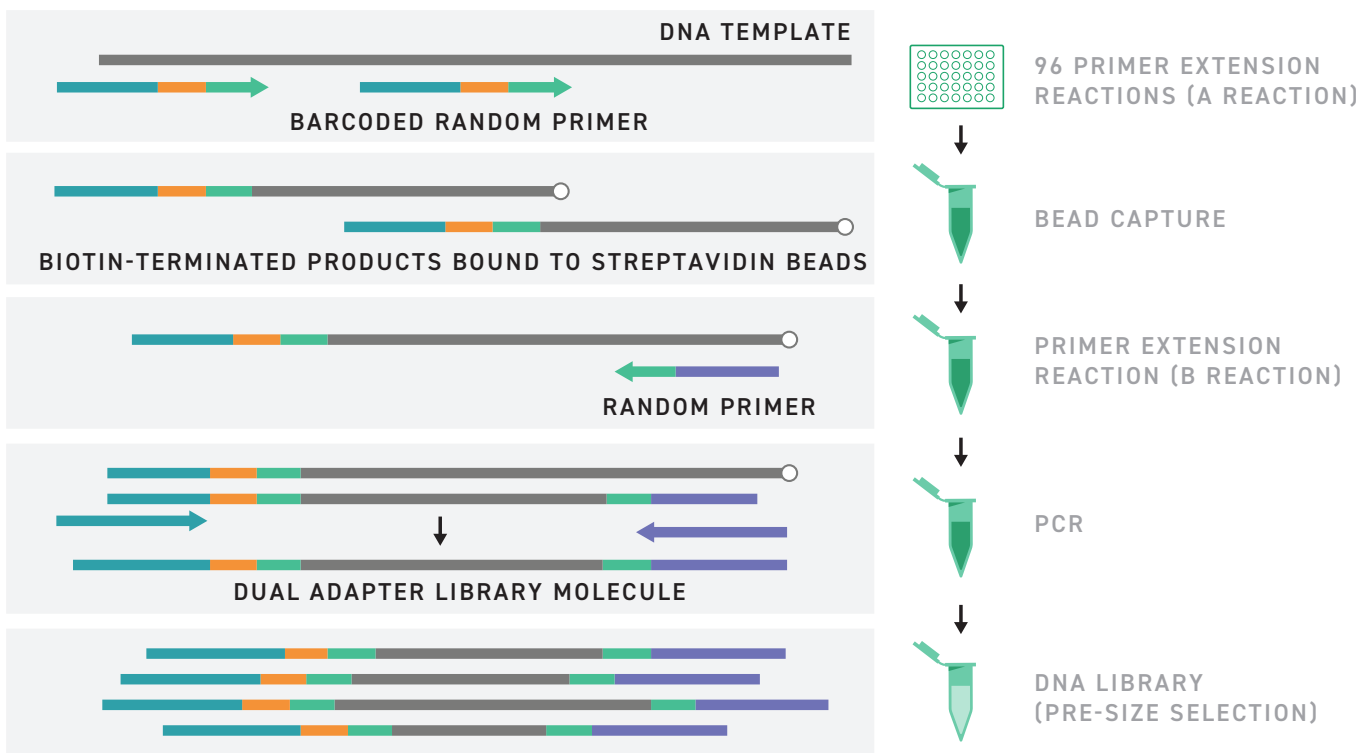 DNA TEMPLATE
BARCODED RANDOM PRIMER
96 PRIMER EXTENSION
REACTIONS (A REACTION)
BIOTIN-TERMINATED PRODUCTS BOUND TO STREPTAVIDIN BEADS
BEAD CAPTURE
RANDOM PRIMER
PRIMER EXTENSION
REACTION (B REACTION)
DUAL ADAPTER LIBRARY MOLECULE
PCR
DNA LIBRARY
(PRE-SIZE SELECTION)